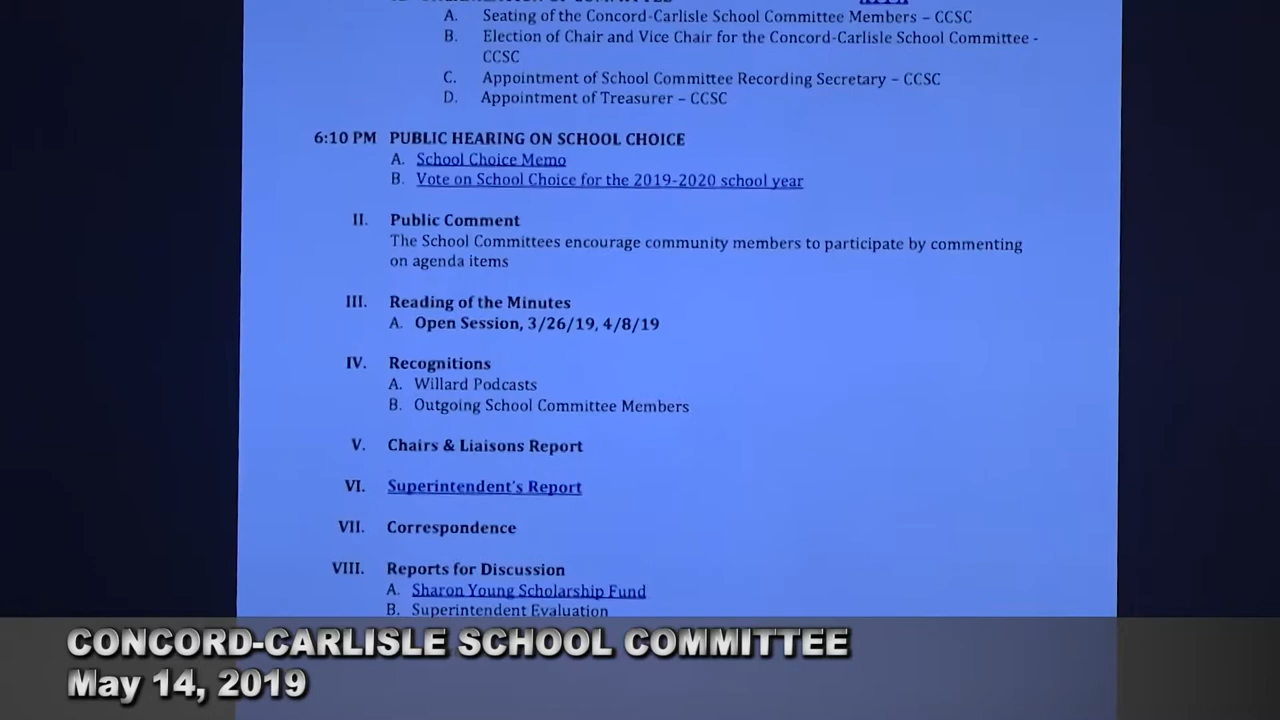 A. Seating of the Concord-Carlisle School Committee Members – CCSC
B. Election of Chair and Vice Chair for the Concord-Carlisle School Committee -
CCSC
C. Appointment of School Committee Recording Secretary – CCSC
D. Appointment of Treasurer – CCSC
6:10 PM PUBLIC HEARING ON SCHOOL CHOICE
A. School Choice Memo
B. Vote on School Choice for the 2019-2020 school year
II. Public Comment
The School Committees encourage community members to participate by commenting
on agenda items
III. Reading of the Minutes
A. Open Session, 3/26/19, 4/8/19
IV. Recognitions
A. Willard Podcasts
B. Outgoing School Committee Members
V. Chairs & Liaisons Report
VI. Superintendent's Report
VII. Correspondence
VIII. Reports for Discussion
A. Sharon Young Scholarship Fund
B. Superintendent Evaluation
CONCORD-CARLISLE SCHOOL COMMITTEE
May 14, 2019